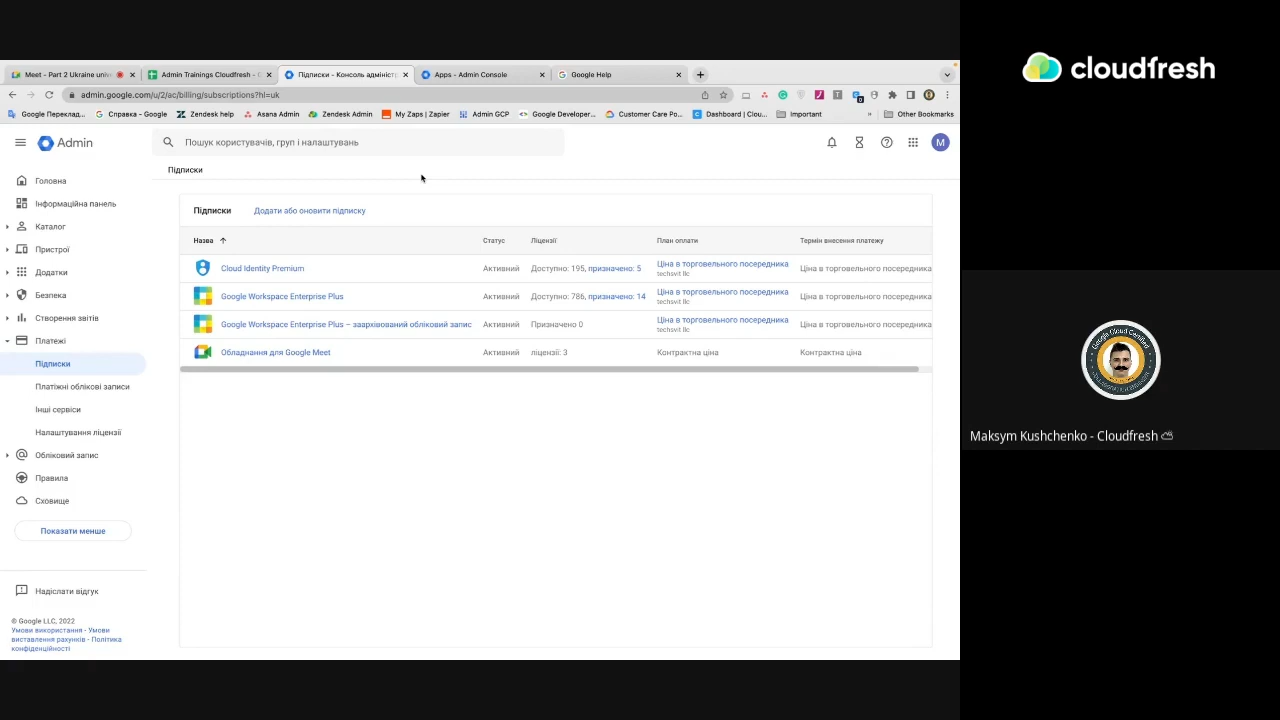 Meet - Part 2 Ukraine univ
Admin Trainings Cloudfresh - C
Підписки - Консоль адмініст
Apps - Admin Console
Google Help
admin.google.com/u/2/ac/billing/subscriptions?hl=uk
Google Переклад...
Справка - Google
Zendesk help
Asana Admin
Zendesk Admin
My Zaps | Zapier
Admin GCP
Google Developer...
Customer Care Po...
Dashboard | Clou...
Important
Other Bookmarks
Admin
Пошук користувачів, груп і налаштувань
M
Головна
Інформаційна панель
Каталог
Пристрої
Додатки
Безпека
Створення звітів
Платежі
Підписки
Платіжні облікові записи
Інші сервіси
Налаштування ліцензії
Обліковий запис
Правила
Сховище
Показати менше
Надіслати відгук
© Google LLC, 2022
Умови використання - Умови
виставлення рахунків - Політика
конфіденційності
Підписки
Підписки Додати або оновити підписку
Назва Статус Ліцензії План оплати Термін внесення платежу
Cloud Identity Premium Активний Доступно: 195, призначено: 5 Ціна в торговельного посередника Ціна в торговельного посередника
techsvit llc
Google Workspace Enterprise Plus Активний Доступно: 786, призначено: 14 Ціна в торговельного посередника Ціна в торговельного посередника
techsvit llc
Google Workspace Enterprise Plus – заархівований обліковий запис Активний Призначено 0 Ціна в торговельного посередника Ціна в торговельного посередника
techsvit llc
Обладнання для Google Meet Активний ліцензії: 3 Контрактна ціна Контрактна ціна
cloudfresh
Google Cloud Certified
Maksym Kushchenko - Cloudfresh